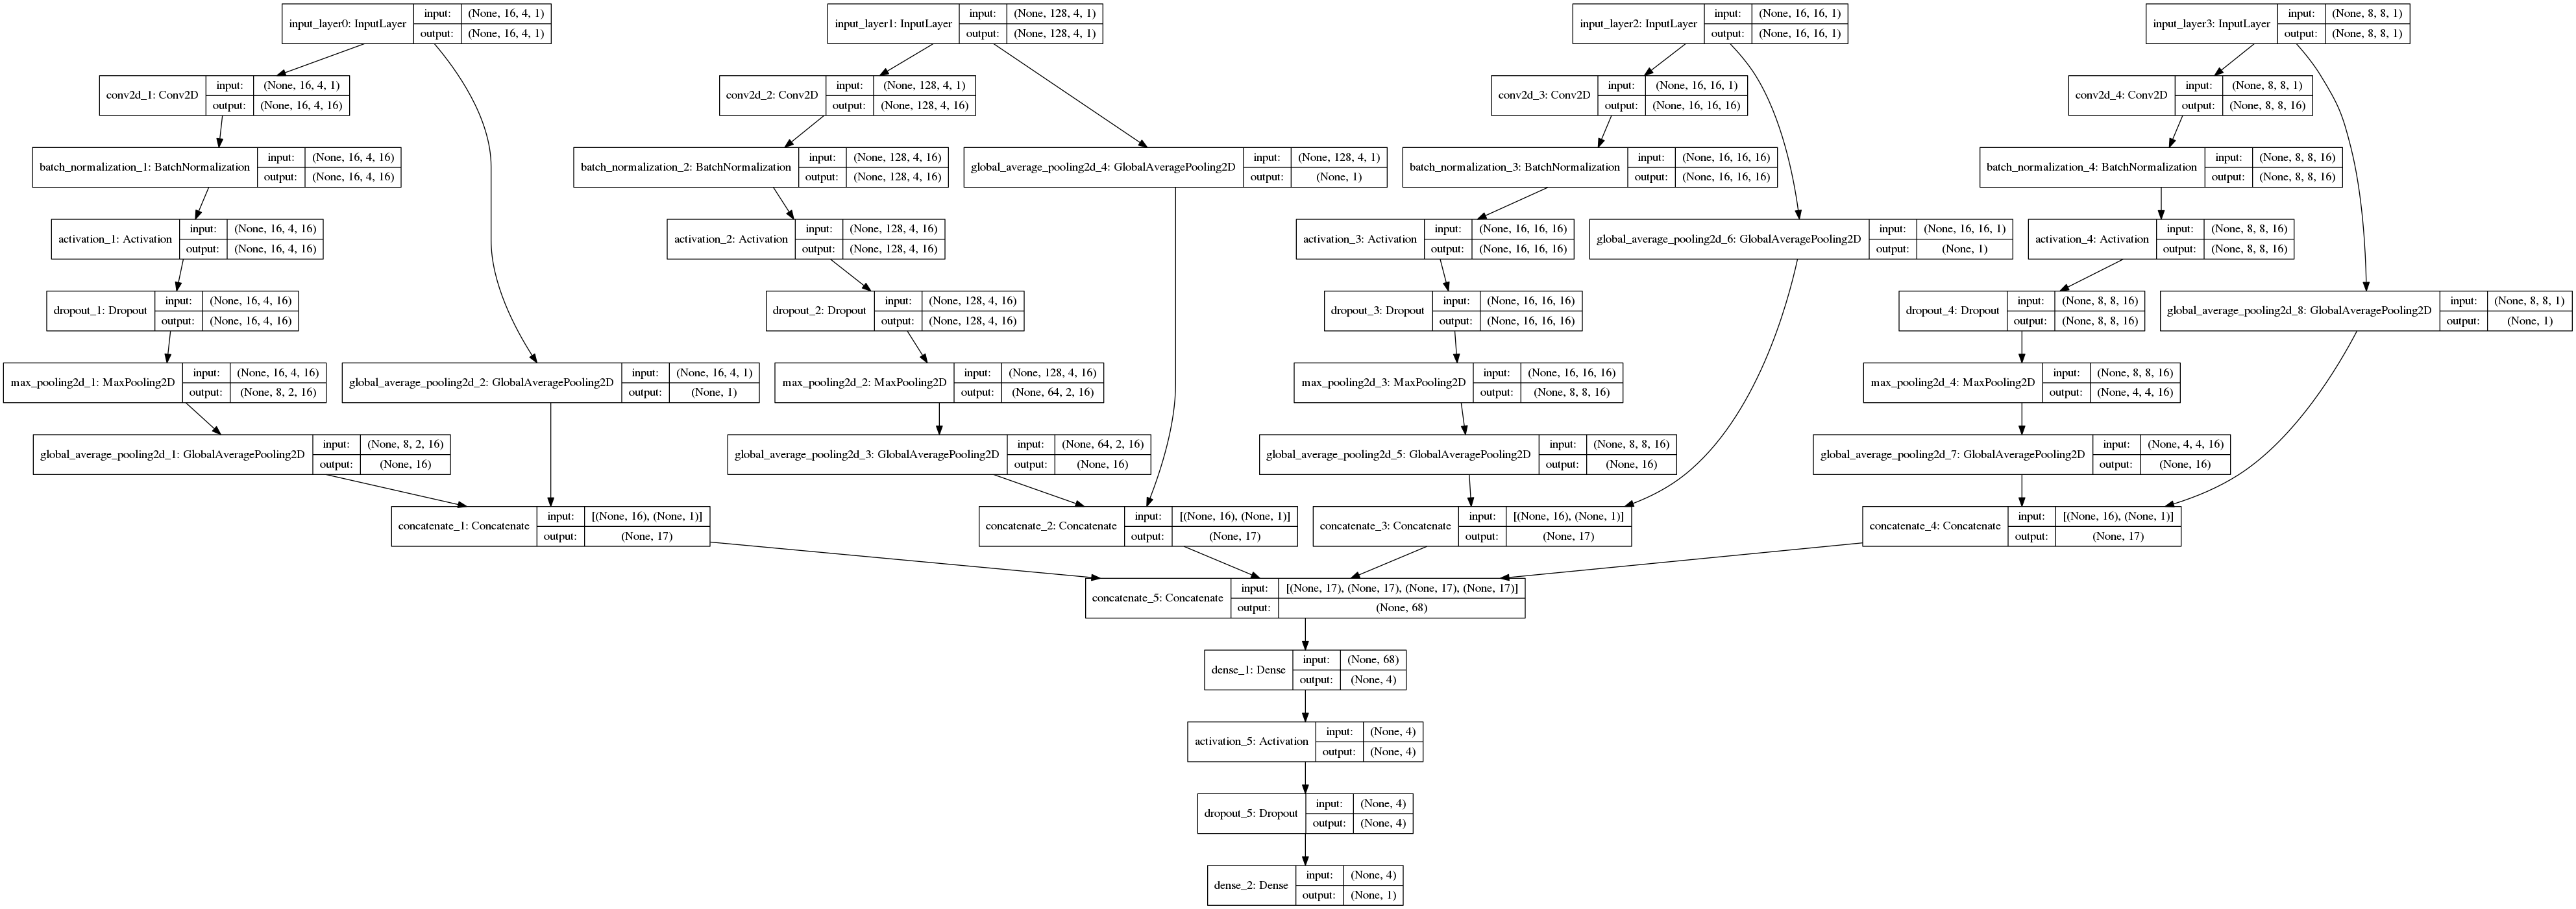 input_layer0: InputLayer input: (None, 16, 4, 1) output: (None, 16, 4, 1)
input_layer1: InputLayer input: (None, 128, 4, 1) output: (None, 128, 4, 1)
input_layer2: InputLayer input: (None, 16, 16, 1) output: (None, 16, 16, 1)
input_layer3: InputLayer input: (None, 8, 8, 1) output: (None, 8, 8, 1)
conv2d_1: Conv2D input: (None, 16, 4, 1) output: (None, 16, 4, 16)
conv2d_2: Conv2D input: (None, 128, 4, 1) output: (None, 128, 4, 16)
conv2d_3: Conv2D input: (None, 16, 16, 1) output: (None, 16, 16, 16)
conv2d_4: Conv2D input: (None, 8, 8, 1) output: (None, 8, 8, 16)
batch_normalization_1: BatchNormalization input: (None, 16, 4, 16) output: (None, 16, 4, 16)
batch_normalization_2: BatchNormalization input: (None, 128, 4, 16) output: (None, 128, 4, 16)
global_average_pooling2d_4: GlobalAveragePooling2D input: (None, 128, 4, 1) output: (None, 1)
batch_normalization_3: BatchNormalization input: (None, 16, 16, 16) output: (None, 16, 16, 16)
batch_normalization_4: BatchNormalization input: (None, 8, 8, 16) output: (None, 8, 8, 16)
activation_1: Activation input: (None, 16, 4, 16) output: (None, 16, 4, 16)
activation_2: Activation input: (None, 128, 4, 16) output: (None, 128, 4, 16)
activation_3: Activation input: (None, 16, 16, 16) output: (None, 16, 16, 16)
global_average_pooling2d_6: GlobalAveragePooling2D input: (None, 16, 16, 1) output: (None, 1)
activation_4: Activation input: (None, 8, 8, 16) output: (None, 8, 8, 16)
dropout_1: Dropout input: (None, 16, 4, 16) output: (None, 16, 4, 16)
dropout_2: Dropout input: (None, 128, 4, 16) output: (None, 128, 4, 16)
dropout_3: Dropout input: (None, 16, 16, 16) output: (None, 16, 16, 16)
dropout_4: Dropout input: (None, 8, 8, 16) output: (None, 8, 8, 16)
global_average_pooling2d_8: GlobalAveragePooling2D input: (None, 8, 8, 1) output: (None, 1)
max_pooling2d_1: MaxPooling2D input: (None, 16, 4, 16) output: (None, 8, 2, 16)
global_average_pooling2d_2: GlobalAveragePooling2D input: (None, 16, 4, 1) output: (None, 1)
max_pooling2d_2: MaxPooling2D input: (None, 128, 4, 16) output: (None, 64, 2, 16)
max_pooling2d_3: MaxPooling2D input: (None, 16, 16, 16) output: (None, 8, 8, 16)
max_pooling2d_4: MaxPooling2D input: (None, 8, 8, 16) output: (None, 4, 4, 16)
global_average_pooling2d_1: GlobalAveragePooling2D input: (None, 8, 2, 16) output: (None, 16)
global_average_pooling2d_3: GlobalAveragePooling2D input: (None, 64, 2, 16) output: (None, 16)
global_average_pooling2d_5: GlobalAveragePooling2D input: (None, 8, 8, 16) output: (None, 16)
global_average_pooling2d_7: GlobalAveragePooling2D input: (None, 4, 4, 16) output: (None, 16)
concatenate_1: Concatenate input: [(None, 16), (None, 1)] output: (None, 17)
concatenate_2: Concatenate input: [(None, 16), (None, 1)] output: (None, 17)
concatenate_3: Concatenate input: [(None, 16), (None, 1)] output: (None, 17)
concatenate_4: Concatenate input: [(None, 16), (None, 1)] output: (None, 17)
concatenate_5: Concatenate input: [(None, 17), (None, 17), (None, 17), (None, 17)] output: (None, 68)
dense_1: Dense input: (None, 68) output: (None, 4)
activation_5: Activation input: (None, 4) output: (None, 4)
dropout_5: Dropout input: (None, 4) output: (None, 4)
dense_2: Dense input: (None, 4) output: (None, 1)